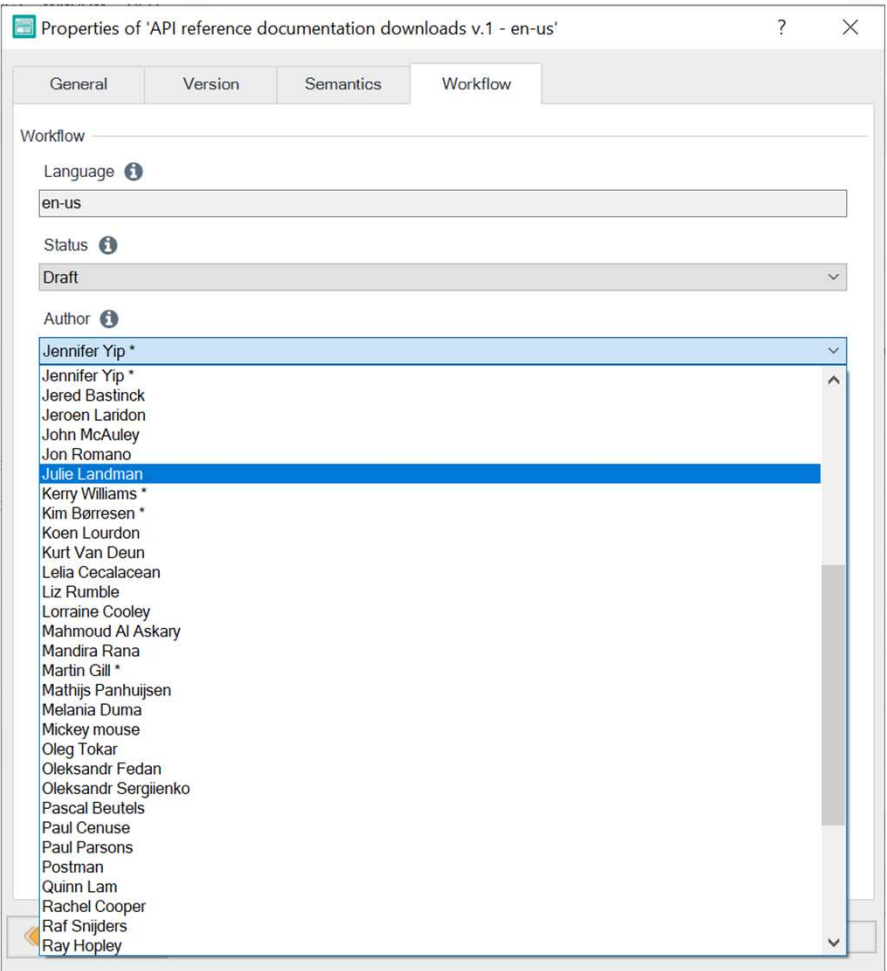 Properties of 'API reference documentation downloads v.1 - en-us'
?
General Version Semantics Workflow
Workflow
Language
en-us
Status
Draft
Author
Jennifer Yip *
Jennifer Yip *
Jered Bastinck
Jeroen Laridon
John McAuley
Jon Romano
Julie Landman
Kerry Williams *
Kim Børresen *
Koen Lourdon
Kurt Van Deun
Lelia Cecalacean
Liz Rumble
Lorraine Cooley
Mahmoud Al Askary
Mandira Rana
Martin Gill *
Mathijs Panhuijsen
Melania Duma
Mickey mouse
Oleg Tokar
Oleksandr Fedan
Oleksandr Sergiienko
Pascal Beutels
Paul Cenuse
Paul Parsons
Postman
Quinn Lam
Rachel Cooper
Raf Snijders
Ray Hopley